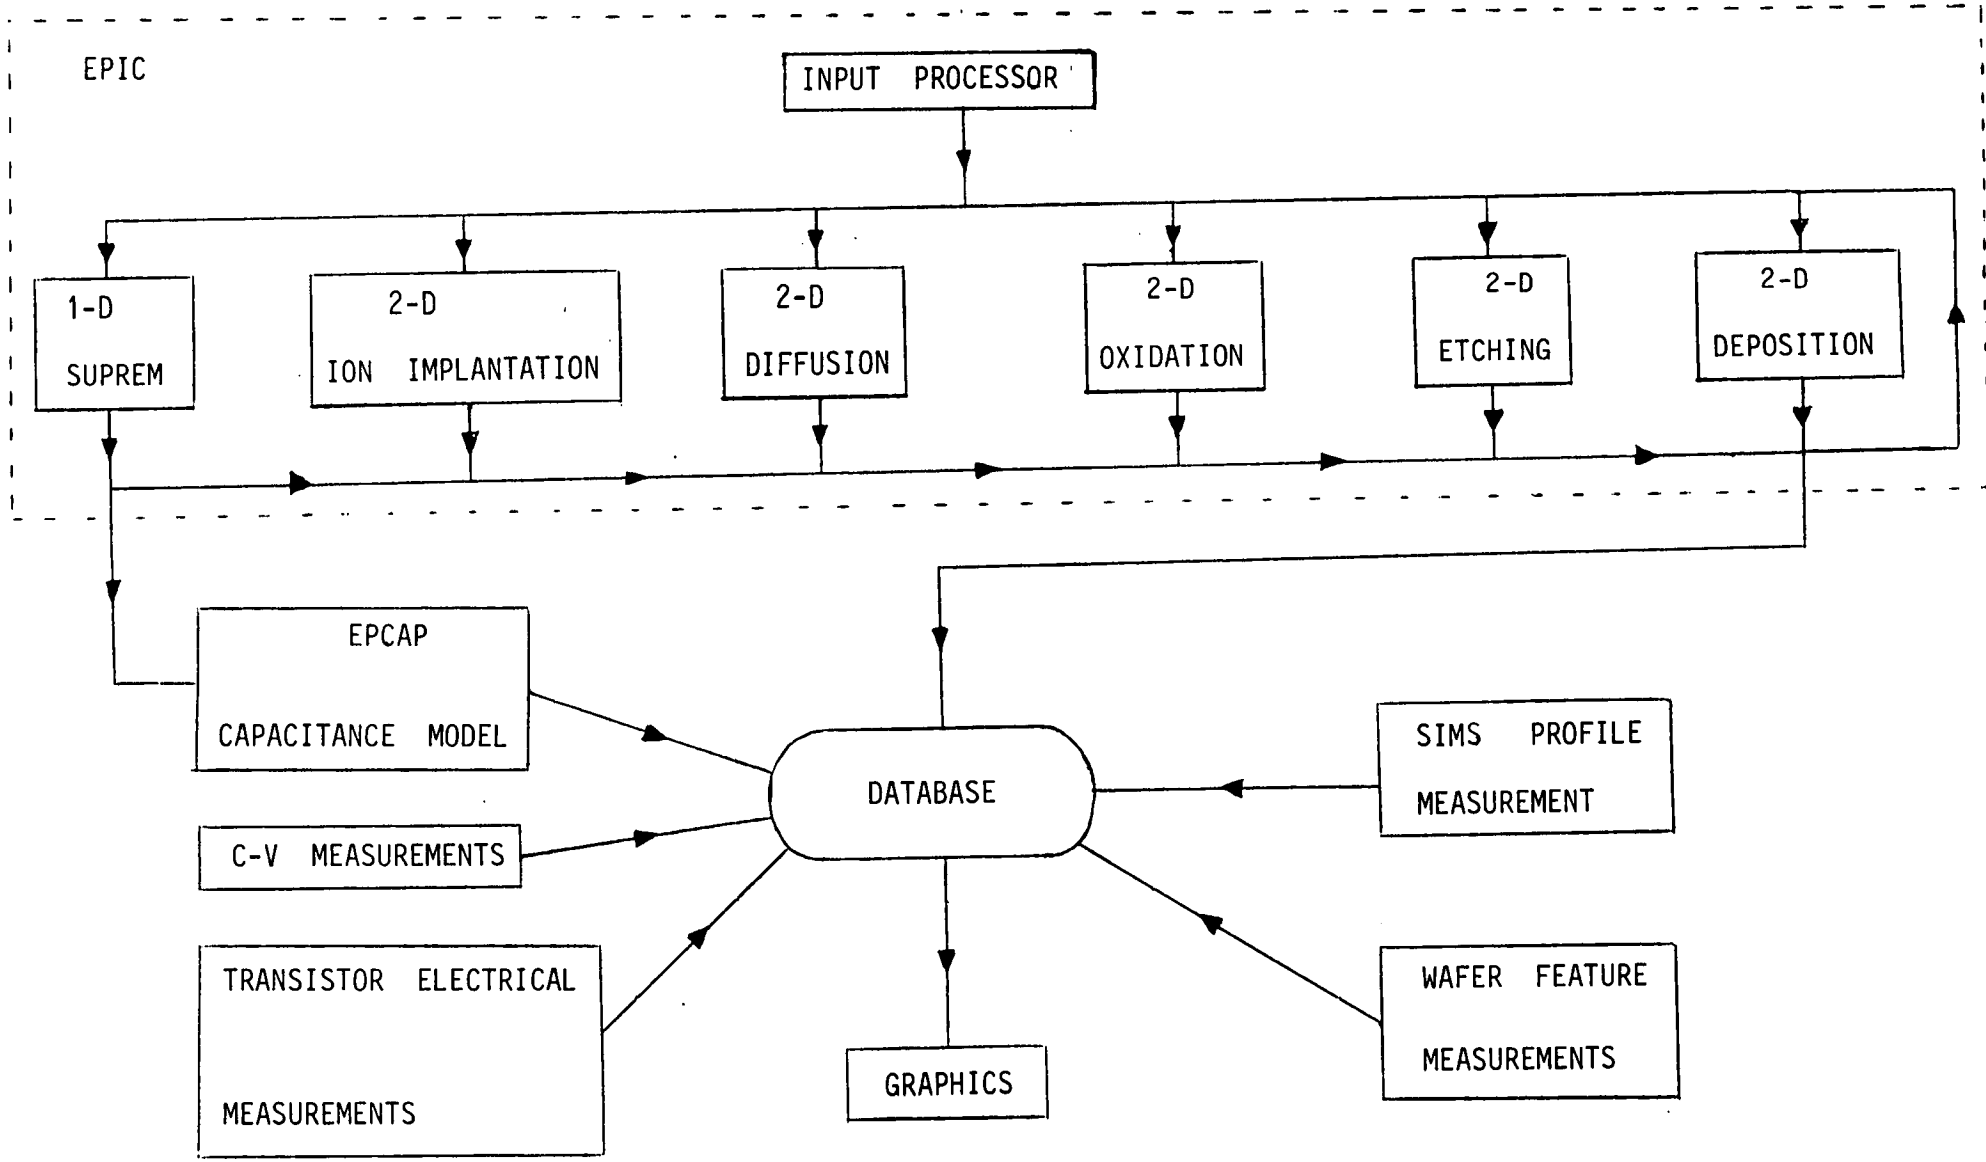 EPIC
INPUT PROCESSOR
1-D
SUPREM
2-D
ION IMPLANTATION
2-D
DIFFUSION
2-D
OXIDATION
2-D
ETCHING
2-D
DEPOSITION
EPCAP
CAPACITANCE MODEL
C-V MEASUREMENTS
TRANSISTOR ELECTRICAL
MEASUREMENTS
DATABASE
GRAPHICS
SIMS PROFILE
MEASUREMENT
WAFER FEATURE
MEASUREMENTS